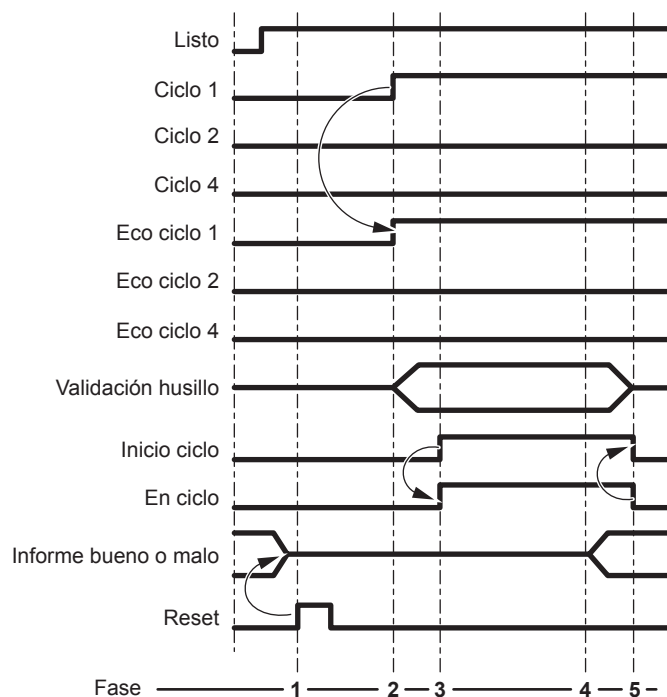 Listo
Ciclo 1
Ciclo 2
Ciclo 4
Eco ciclo 1
Eco ciclo 2
Eco ciclo 4
Validación husillo
Inicio ciclo
En ciclo
Informe bueno o malo
Reset
Fase 1 2 3 4 5